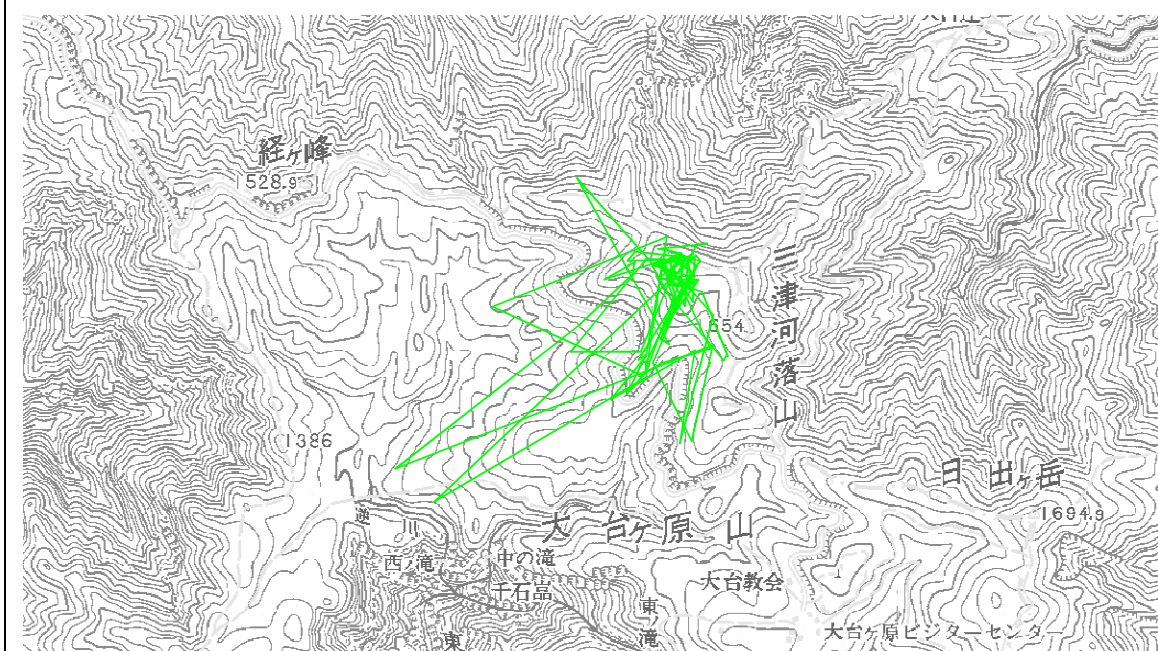 経ヶ峰
528.9
三津河落山
654
1386
日出ヶ岳
1694.9
大台ヶ原山
逆川
西ノ滝
中の滝
千石嵓
大台教会
東ノ滝
東
大台ヶ原ビジターセンター